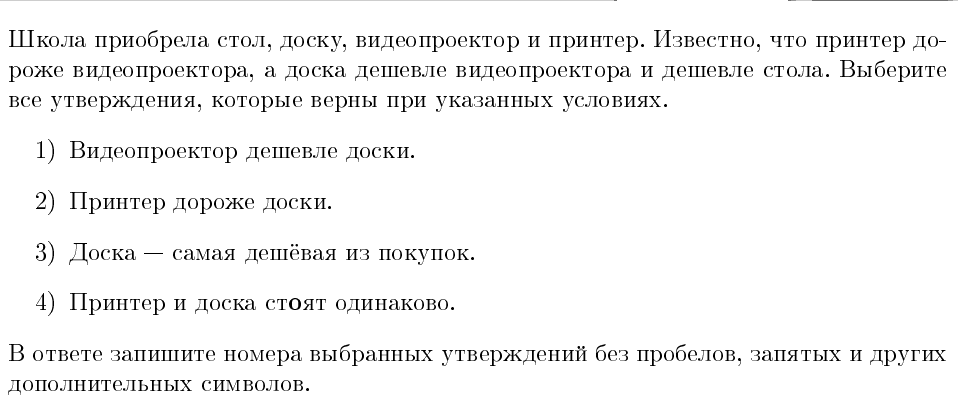 Школа приобрела стол, доску, видеопроектор и принтер. Известно, что принтер до-
роже видеопроектора, а доска дешевле видеопроектора и дешевле стола. Выберите
все утверждения, которые верны при указанных условиях.
1) Видеопроектор дешевле доски.
2) Принтер дороже доски.
3) Доска — самая дешёвая из покупок.
4) Принтер и доска стоят одинаково.
В ответе запишите номера выбранных утверждений без пробелов, запятых и других
дополнительных символов.